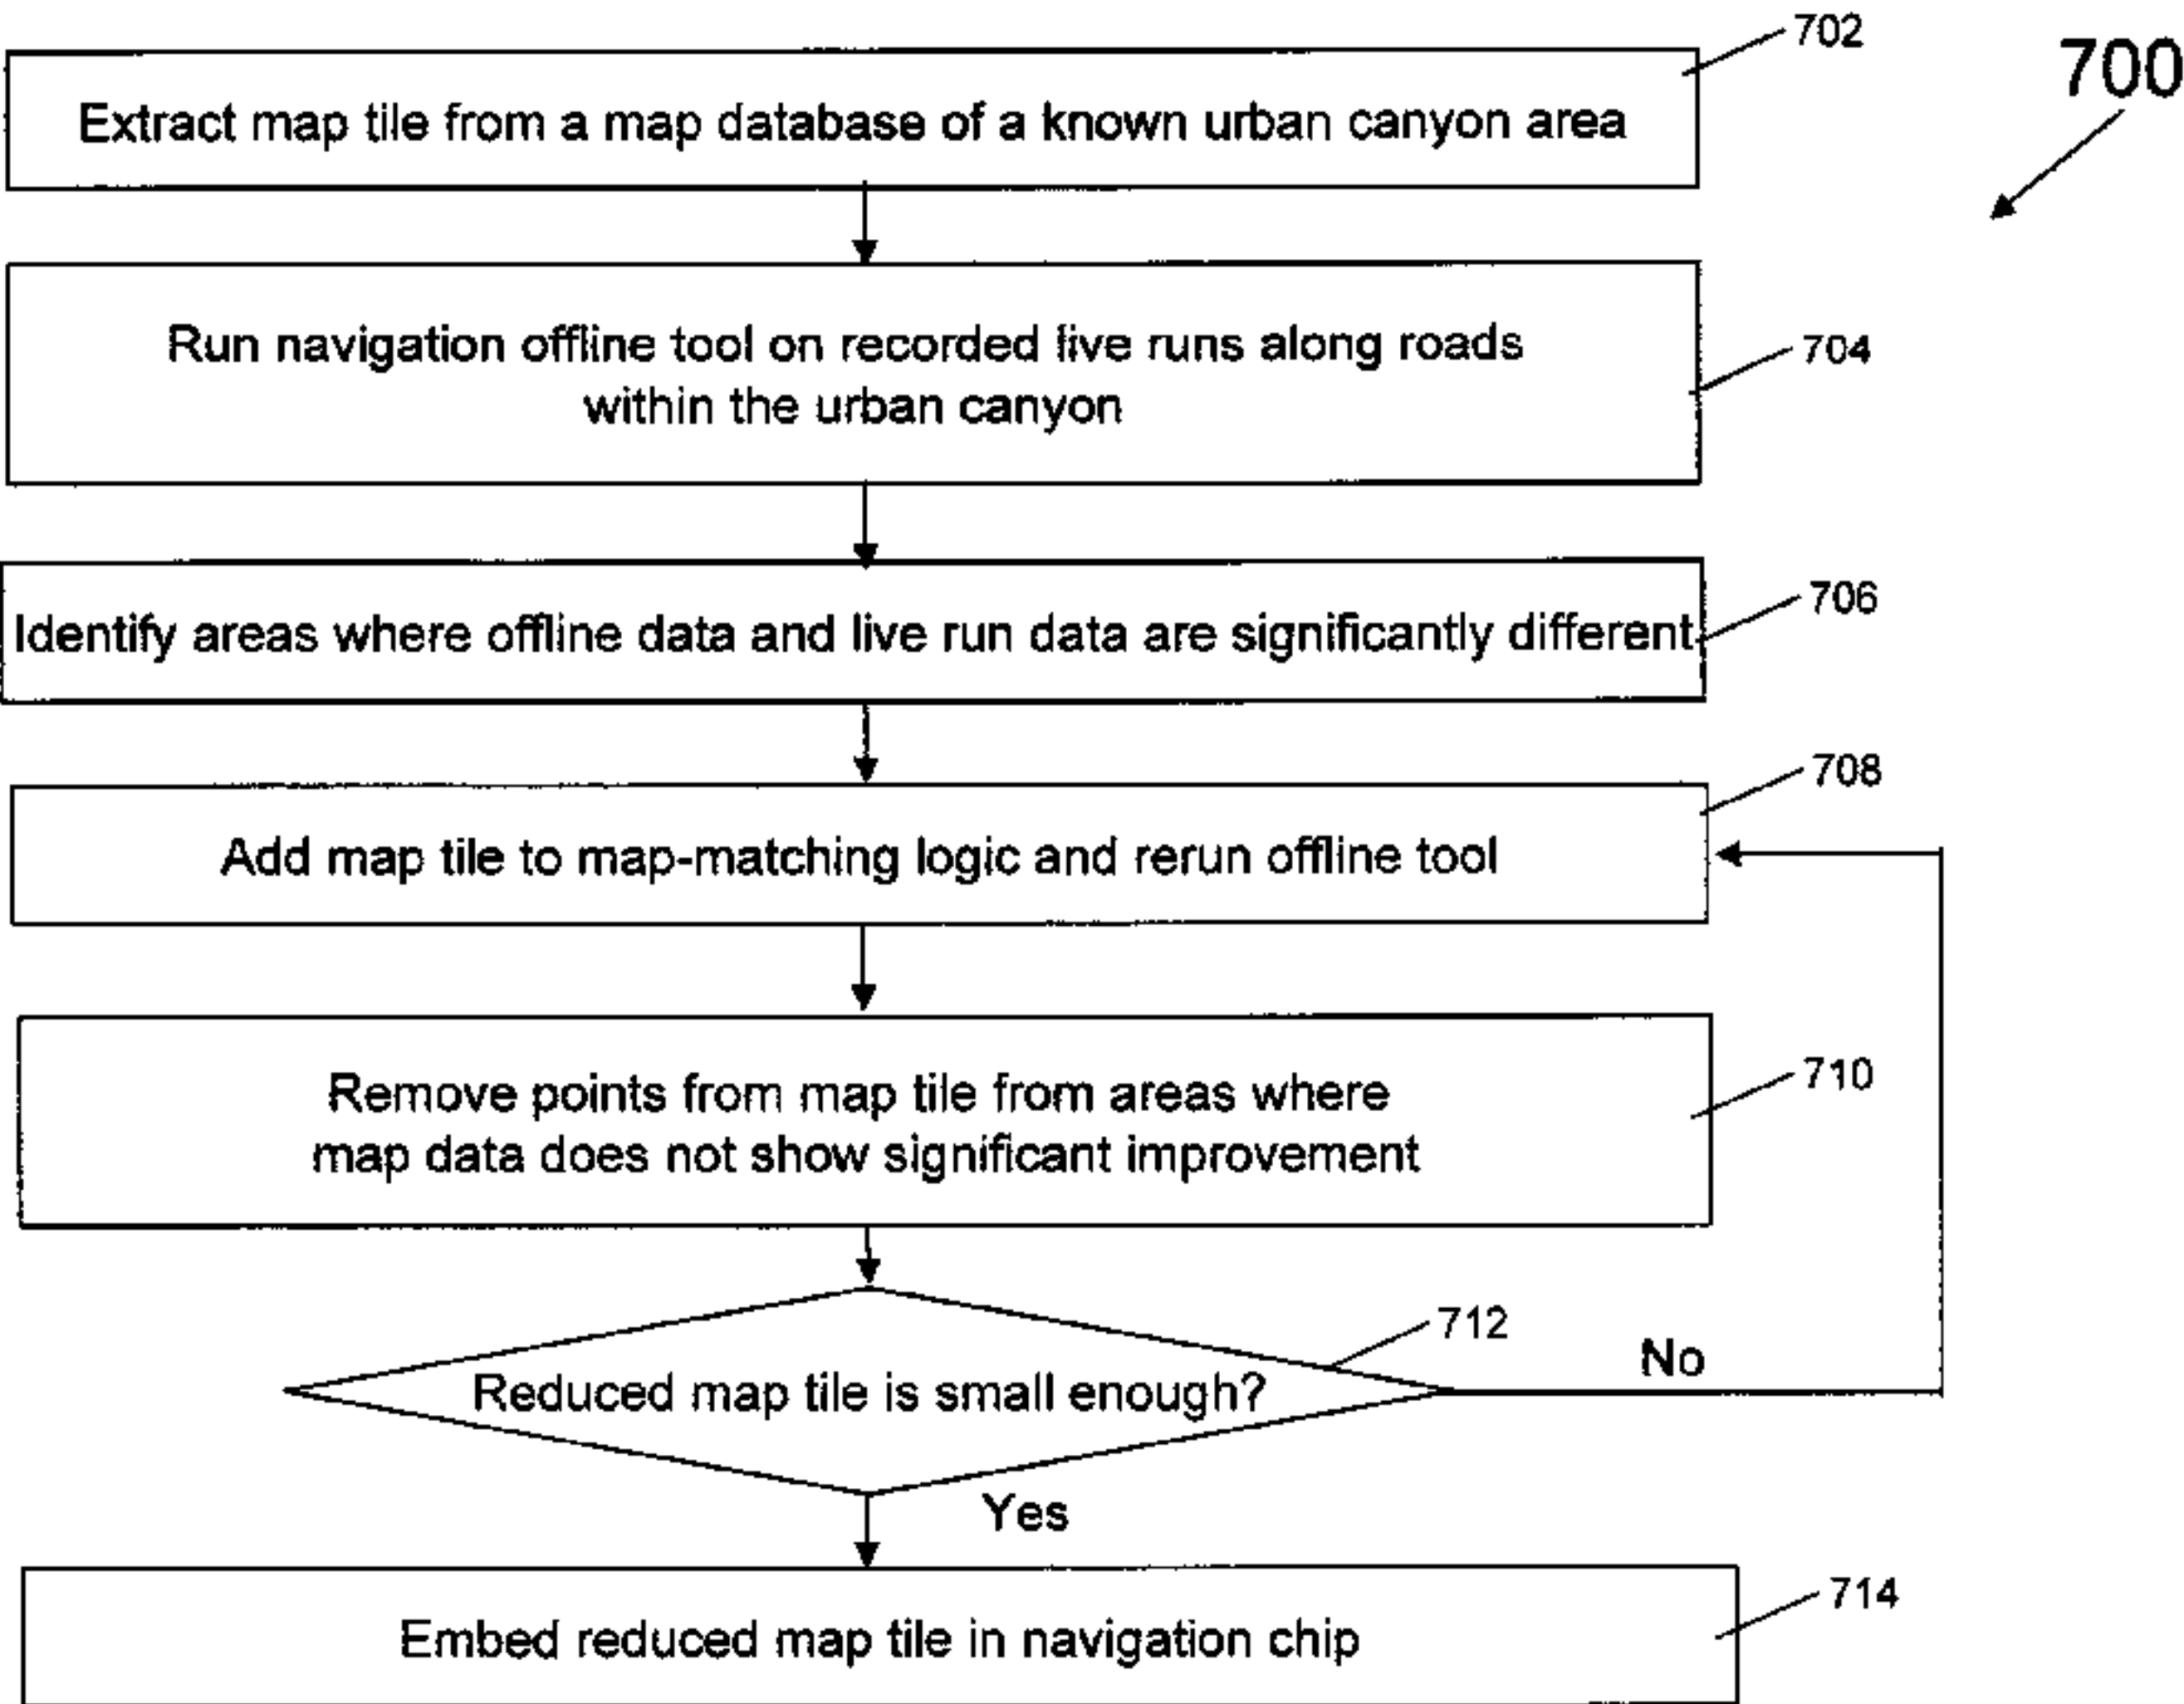 702
700
Extract map tile from a map database of a known urban canyon area
Run navigation offline tool on recorded live runs along roads
within the urban canyon
704
Identify areas where offline data and live run data are significantly different
706
708
Add map tile to map-matching logic and rerun offline tool
Remove points from map tile from areas where
map data does not show significant improvement
710
712
No
Reduced map tile is small enough?
Yes
714
Embed reduced map tile in navigation chip